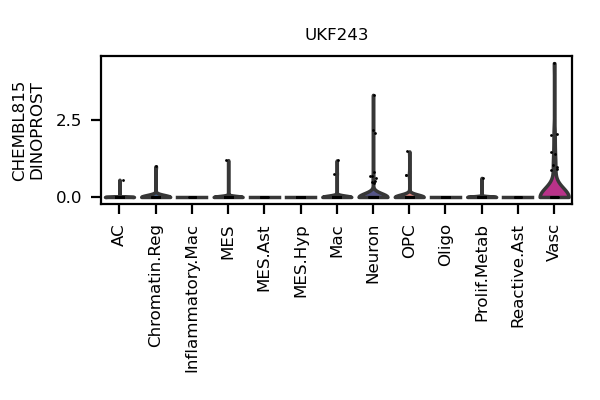 UKF243
CHEMBL815
DINOPROST
2.5
0.0
AC
Chromatin.Reg
Inflammatory.Mac
MES
MES.Ast
MES.Hyp
Mac
Neuron
OPC
Oligo
Prolif.Metab
Reactive.Ast
Vasc